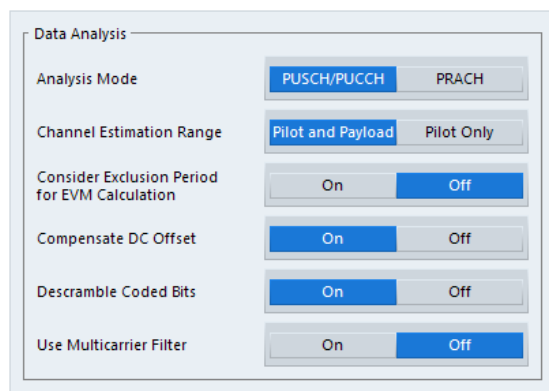 Data Analysis
Analysis Mode PUSCH/PUCCH PRACH
Channel Estimation Range Pilot and Payload Pilot Only
Consider Exclusion Period
for EVM Calculation On Off
Compensate DC Offset On Off
Descramble Coded Bits On Off
Use Multicarrier Filter On Off